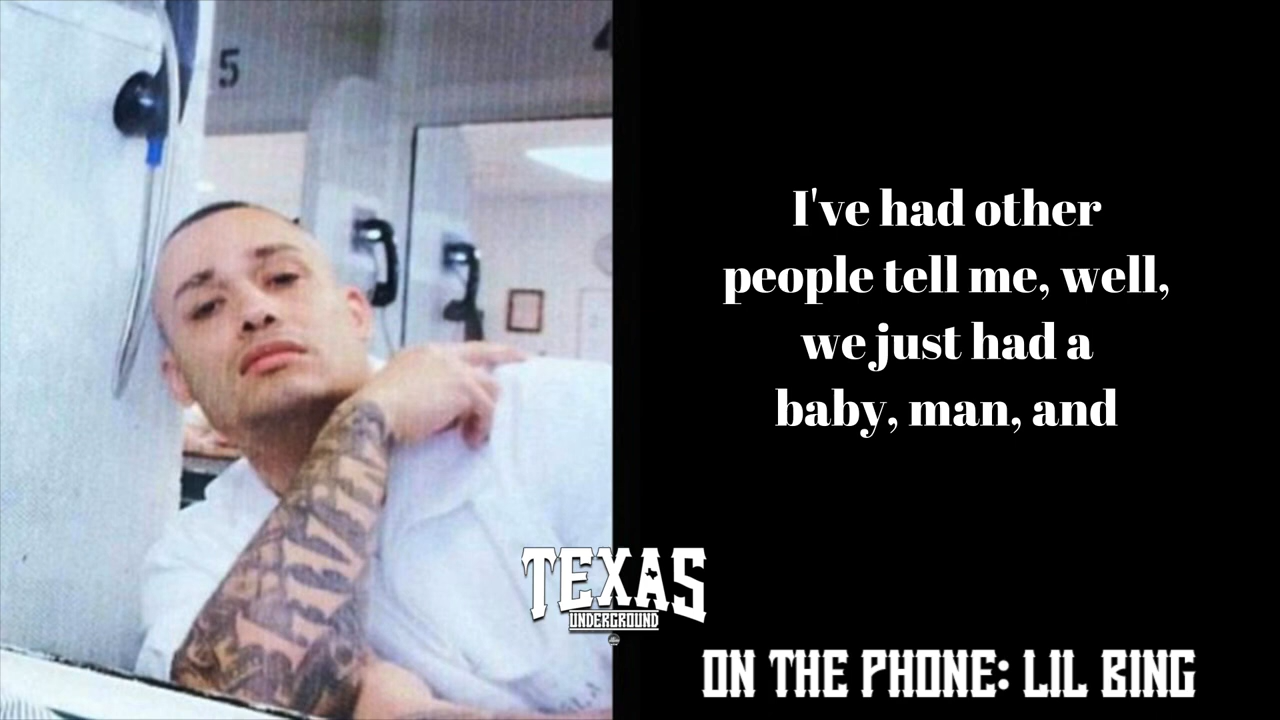 5
I've had other
people tell me, well,
we just had a
baby, man, and
LIVIN
TEXAS
UNDERGROUND
ON THE PHONE: LIL BING